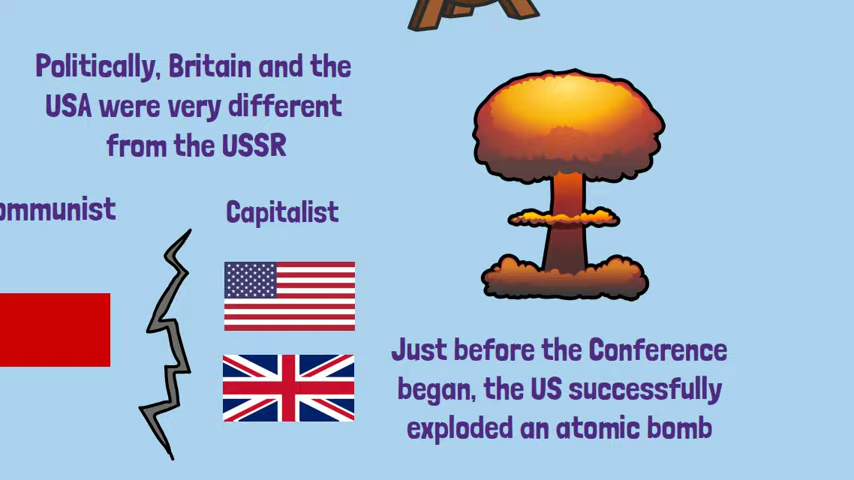 Politically, Britain and the
USA were very different
from the USSR
ommunist
Capitalist
Just before the Conference
began, the US successfully
exploded an atomic bomb